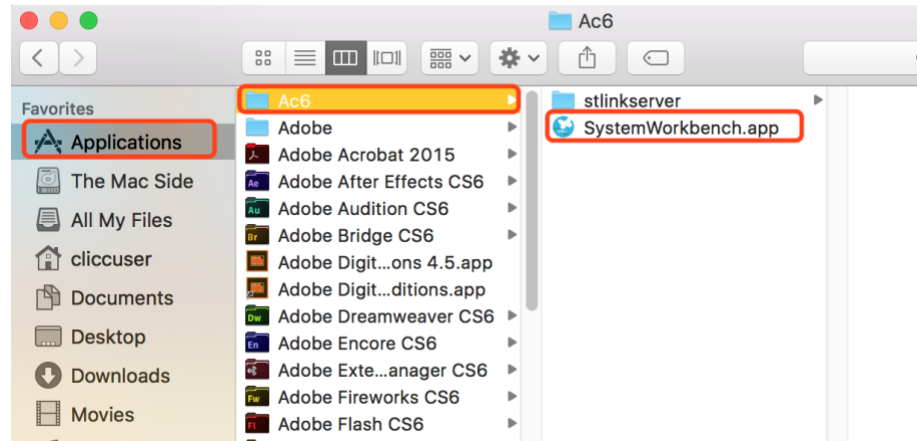 Ac6
Favorites
Applications
The Mac Side
All My Files
cliccuser
Documents
Desktop
Downloads
Movies
Ac6
Adobe
Adobe Acrobat 2015
Adobe After Effects CS6
Adobe Audition CS6
Adobe Bridge CS6
Adobe Digit...ons 4.5.app
Adobe Digit...ditions.app
Adobe Dreamweaver CS6
Adobe Encore CS6
Adobe Exte...anager CS6
Adobe Fireworks CS6
Adobe Flash CS6
stlinkserver
SystemWorkbench.app